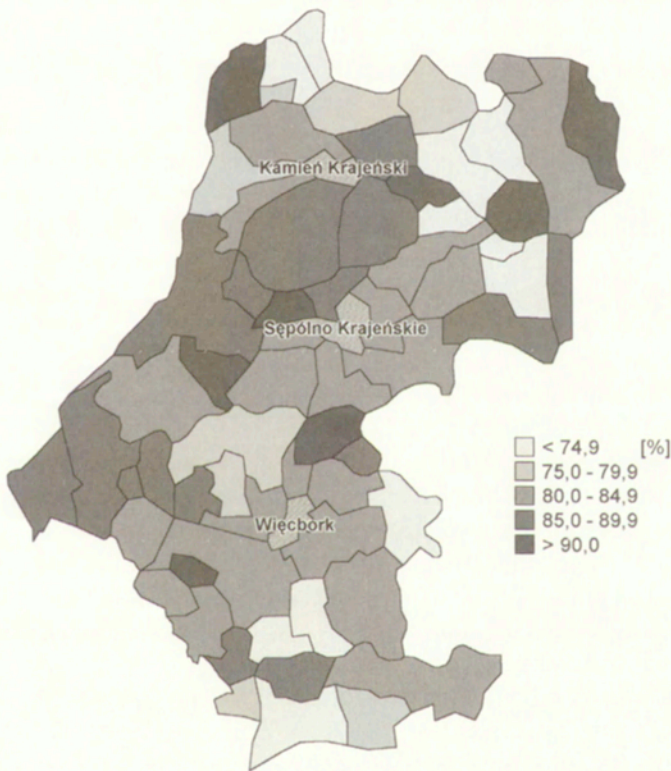 Kamień Krajeński
Sępólno Krajeńskie
Więcbork
< 74,9 [%]
75,0 - 79,9
80,0 - 84,9
85,0 - 89,9
> 90,0